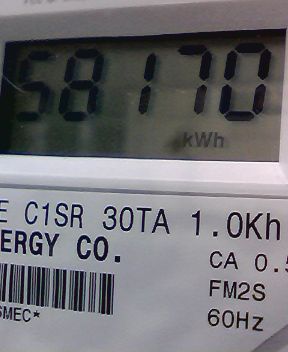 58170
kWh
E C1SR 30TA 1.0Kh
ERGY CO.
CA 0.5
FM2S
60Hz
SMEC*